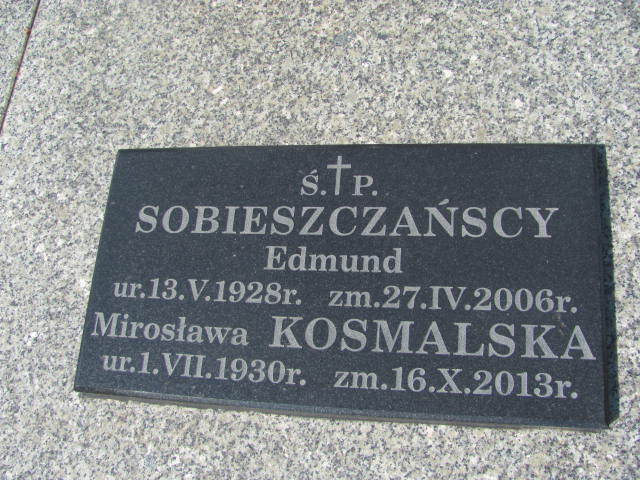 Ś.†P.
SOBIESZCZAŃSCY
Edmund
ur.13.V.1928r. zm.27.IV.2006r.
Mirosława KOSMALSKA
ur.1.VII.1930r. zm.16.X.2013r.